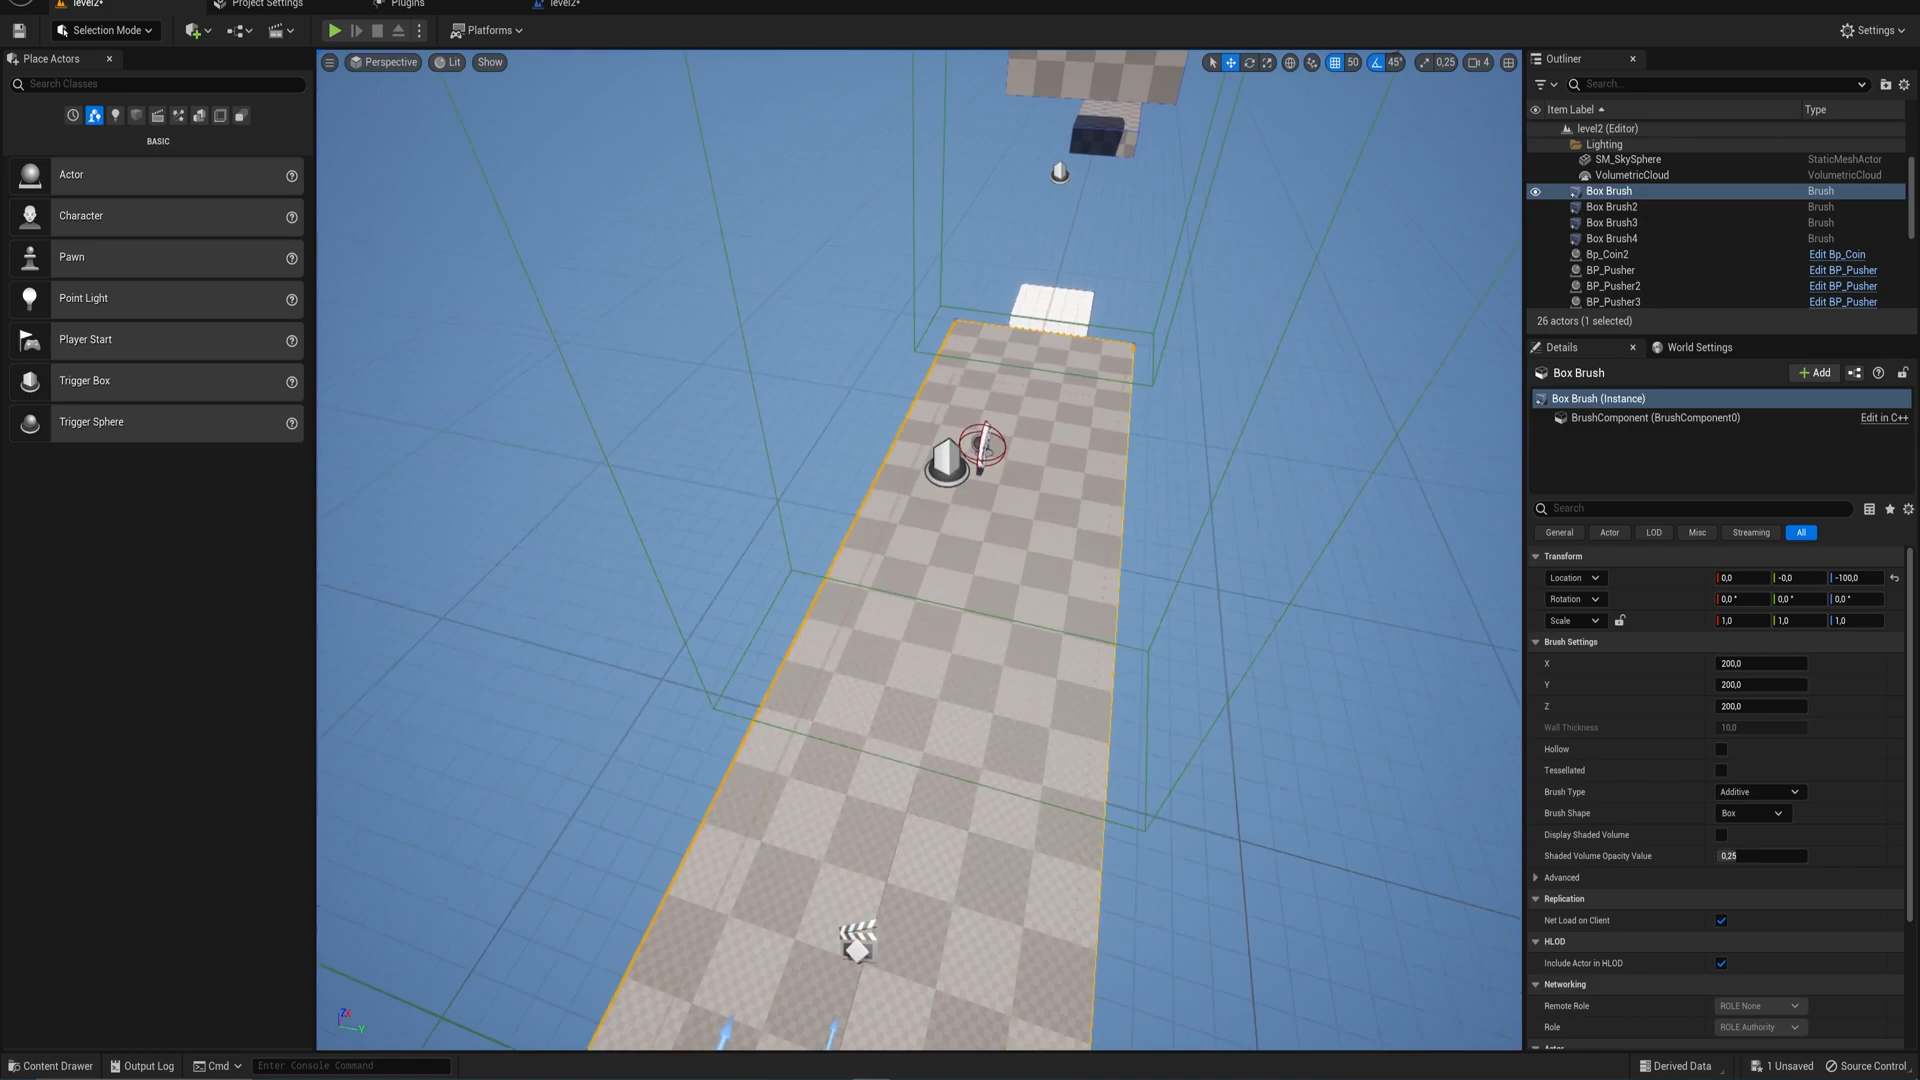 level2*
Project Settings
Plugins
level2*
Selection Mode
Platforms
Settings
Place Actors
Search Classes
BASIC
Actor
Character
Pawn
Point Light
Player Start
Trigger Box
Trigger Sphere
Perspective
Lit
Show
50
45°
0,25
4
Outliner
Search...
Item Label
Type
level2 (Editor)
Lighting
SM_SkySphere StaticMeshActor
VolumetricCloud VolumetricCloud
Box Brush Brush
Box Brush2 Brush
Box Brush3 Brush
Box Brush4 Brush
Bp_Coin2 Edit Bp_Coin
BP_Pusher Edit BP_Pusher
BP_Pusher2 Edit BP_Pusher
BP_Pusher3 Edit BP_Pusher
26 actors (1 selected)
Details
World Settings
Box Brush
Add
Box Brush (Instance)
BrushComponent (BrushComponent0) Edit in C++
Search
General Actor LOD Misc Streaming All
Transform
Location 0,0 -0,0 -100,0
Rotation 0,0 ° 0,0 ° 0,0 °
Scale 1,0 1,0 1,0
Brush Settings
X 200,0
Y 200,0
Z 200,0
Wall Thickness 10,0
Hollow
Tessellated
Brush Type Additive
Brush Shape Box
Display Shaded Volume
Shaded Volume Opacity Value 0,25
Advanced
Replication
Net Load on Client
HLOD
Include Actor in HLOD
Networking
Remote Role ROLE None
Role ROLE Authority
Content Drawer
Output Log
Cmd
Enter Console Command
Derived Data
1 Unsaved
Source Control